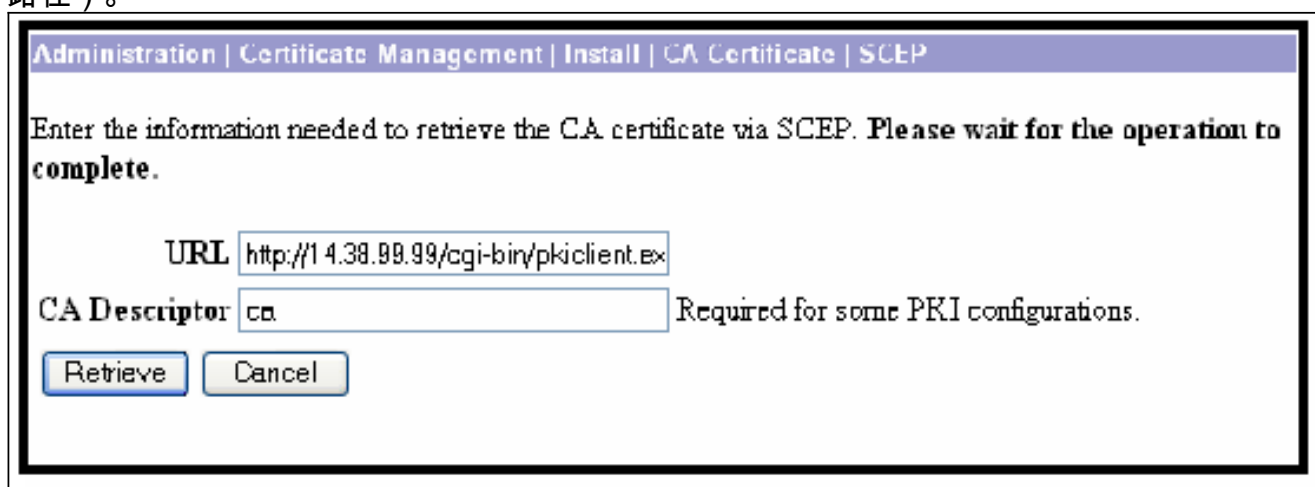 Administration | Certificate Management | Install | CA Certificate | SCEP
Enter the information needed to retrieve the CA certificate via SCEP. Please wait for the operation to
complete.
URL http://14.38.99.99/cgi-bin/pkiclient.ex
CA Descriptor ca Required for some PKI configurations.
Retrieve Cancel